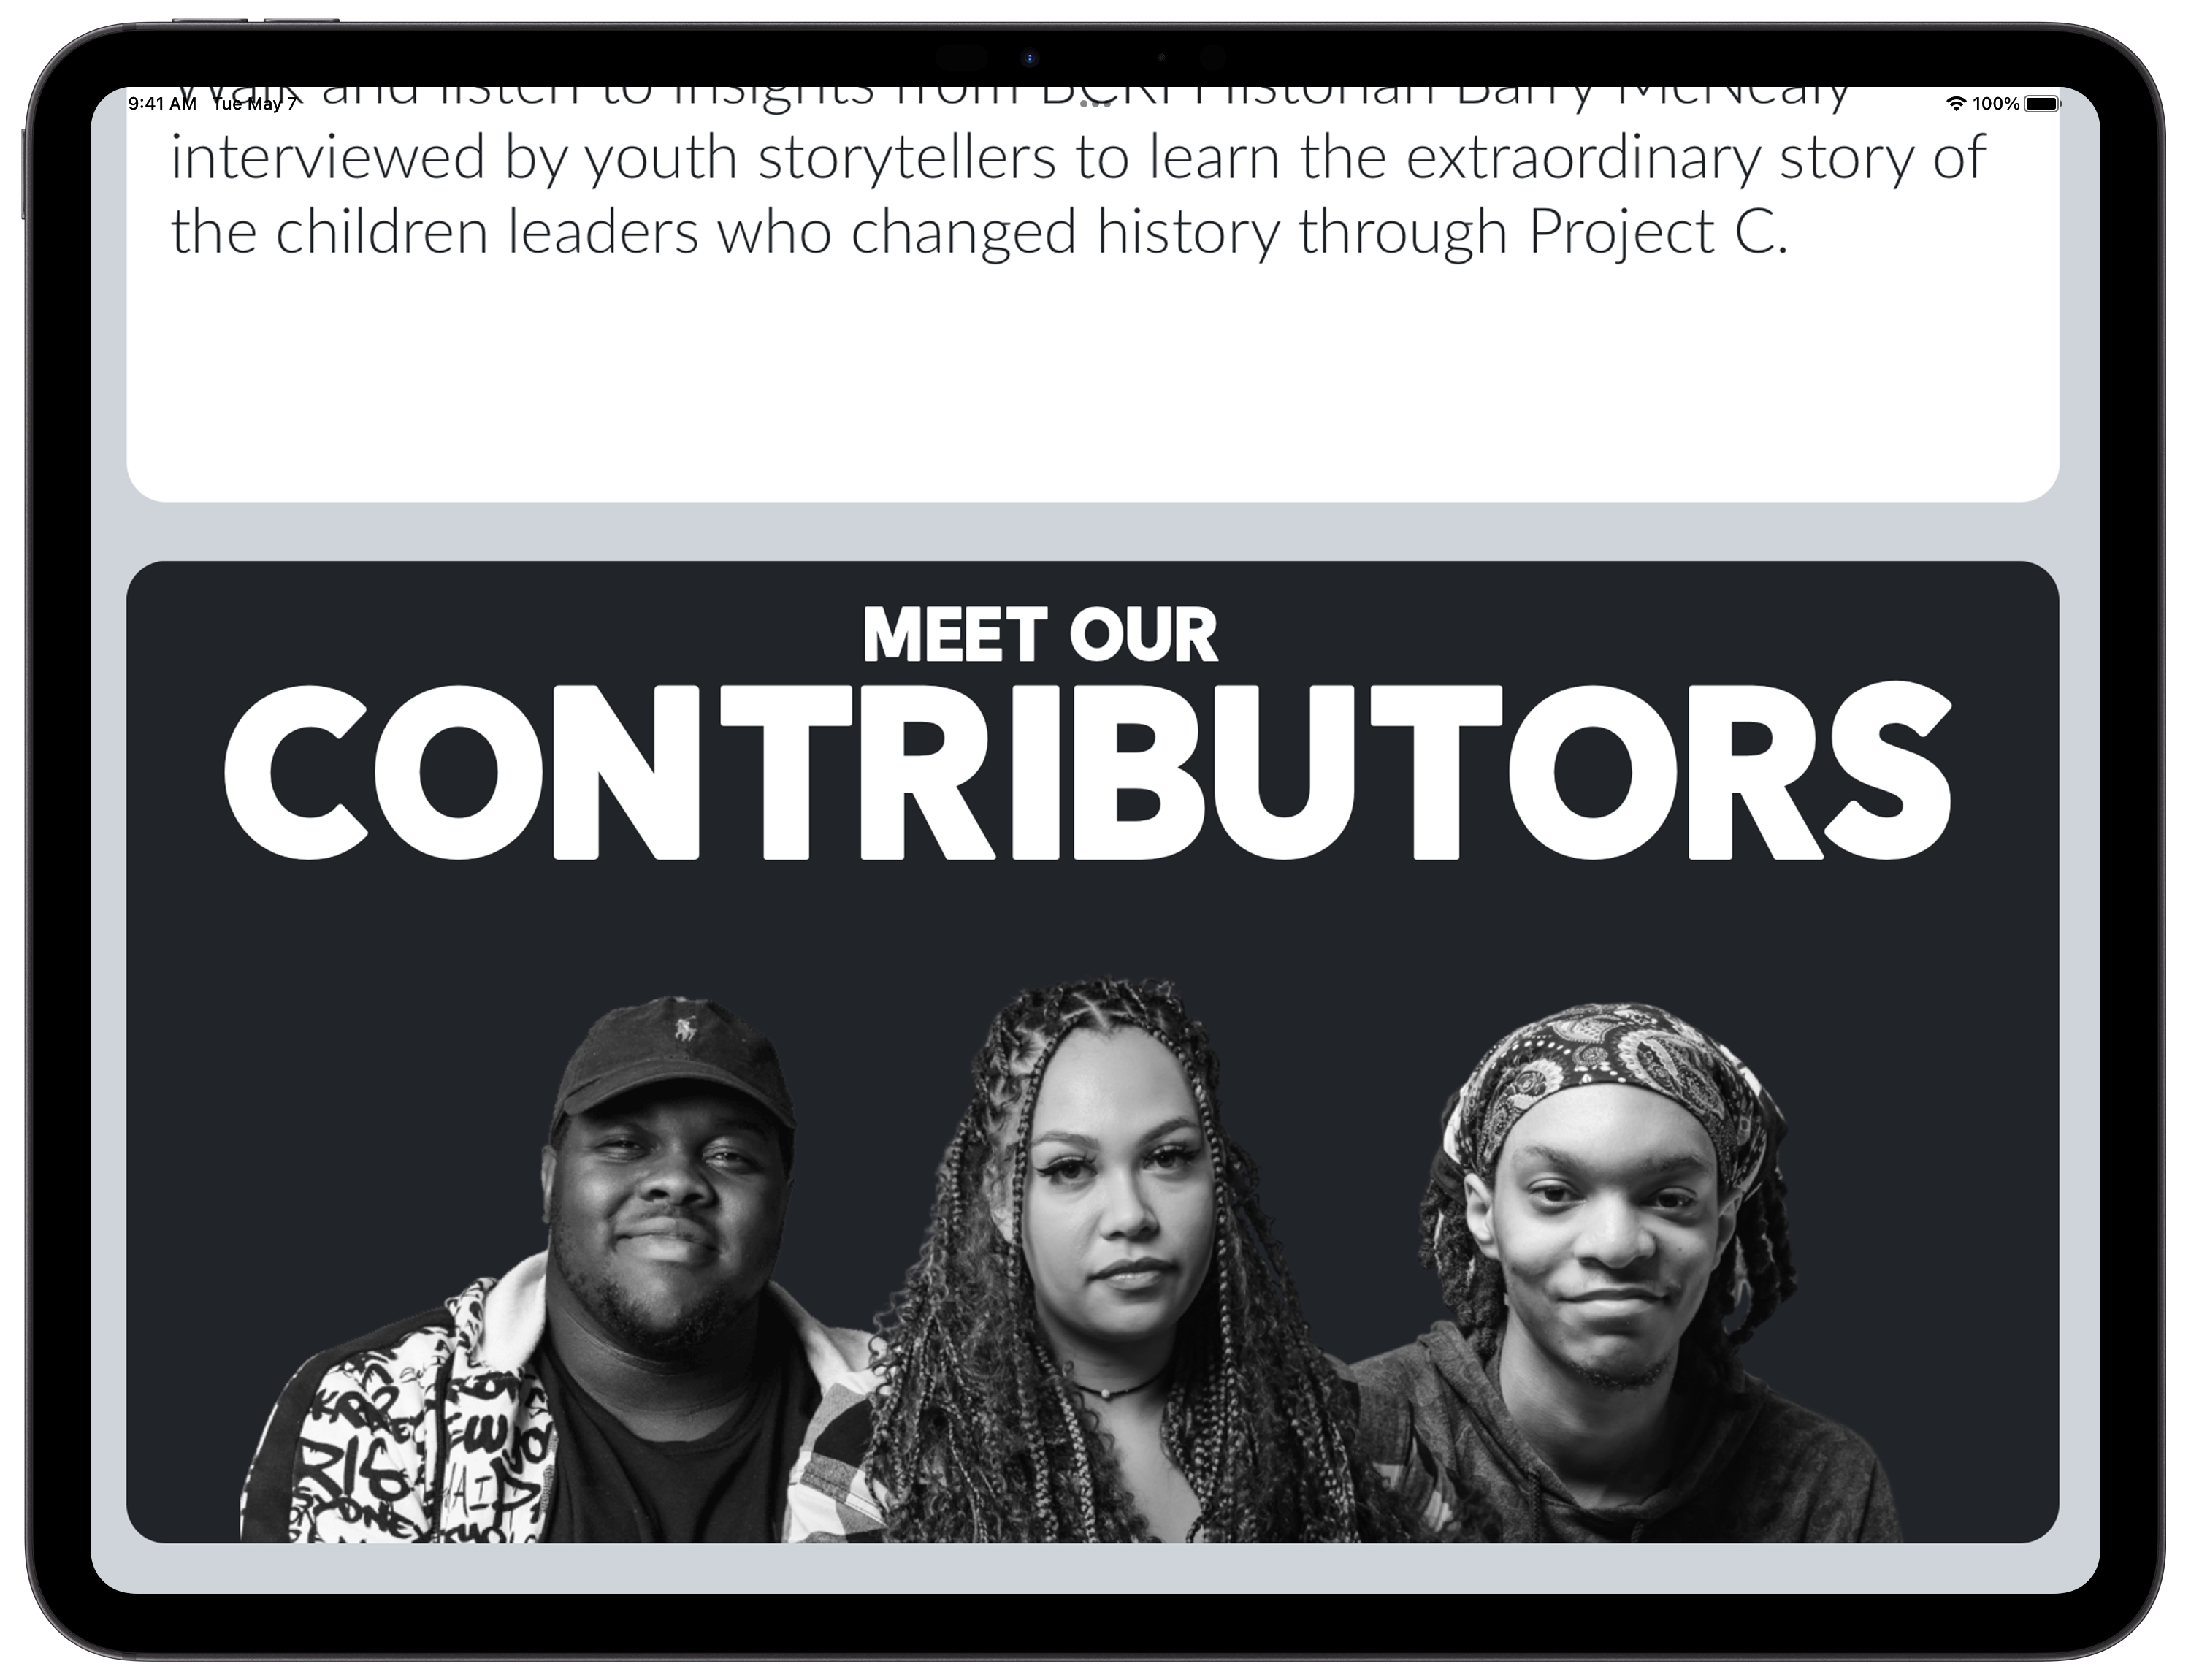 9:41 AM Tue May 7
100%
Walk and listen to insights from BCRI Historian Barry McNealy
interviewed by youth storytellers to learn the extraordinary story of
the children leaders who changed history through Project C.
MEET OUR
CONTRIBUTORS